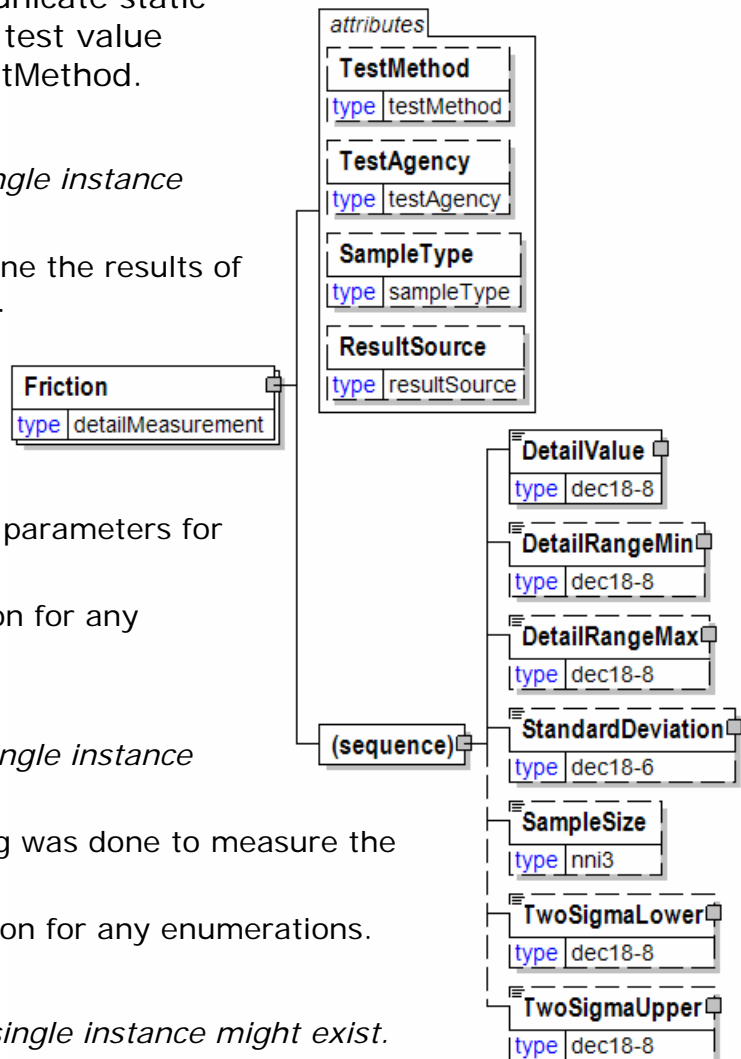 unicate static
test value
tMethod.
ngle instance
ne the results of
.
parameters for
on for any
ngle instance
g was done to measure the
on for any enumerations.
single instance might exist.
attributes
TestMethod
type testMethod
TestAgency
type testAgency
SampleType
type sampleType
ResultSource
type resultSource
Friction
type detailMeasurement
(sequence)
DetailValue
type dec18-8
DetailRangeMin
type dec18-8
DetailRangeMax
type dec18-8
StandardDeviation
type dec18-6
SampleSize
type nni3
TwoSigmaLower
type dec18-8
TwoSigmaUpper
type dec18-8